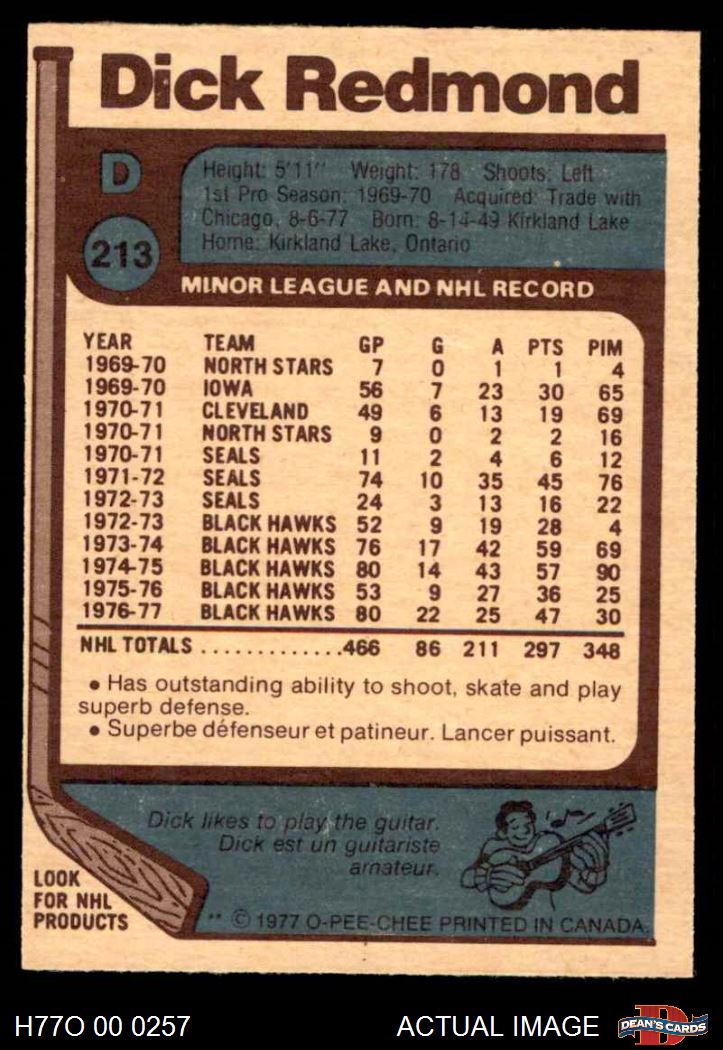 Dick Redmond
D
213
Height: 5'11" Weight: 178 Shoots: Left
1st Pro Season: 1969-70 Acquired: Trade with
Chicago, 8-6-77 Born: 8-14-49 Kirkland Lake
Home: Kirkland Lake, Ontario
MINOR LEAGUE AND NHL RECORD
YEAR TEAM GP G A PTS PIM
1969-70 NORTH STARS 7 0 1 1 4
1969-70 IOWA 56 7 23 30 65
1970-71 CLEVELAND 49 6 13 19 69
1970-71 NORTH STARS 9 0 2 2 16
1970-71 SEALS 11 2 4 6 12
1971-72 SEALS 74 10 35 45 76
1972-73 SEALS 24 3 13 16 22
1972-73 BLACK HAWKS 52 9 19 28 4
1973-74 BLACK HAWKS 76 17 42 59 69
1974-75 BLACK HAWKS 80 14 43 57 90
1975-76 BLACK HAWKS 53 9 27 36 25
1976-77 BLACK HAWKS 80 22 25 47 30
NHL TOTALS .............466 86 211 297 348
• Has outstanding ability to shoot, skate and play
superb defense.
• Superbe défenseur et patineur. Lancer puissant.
Dick likes to play the guitar.
Dick est un guitariste
amateur.
LOOK
FOR NHL
PRODUCTS
** © 1977 O-PEE-CHEE PRINTED IN CANADA.
H77O 00 0257
ACTUAL IMAGE
D
DEAN'S CARDS